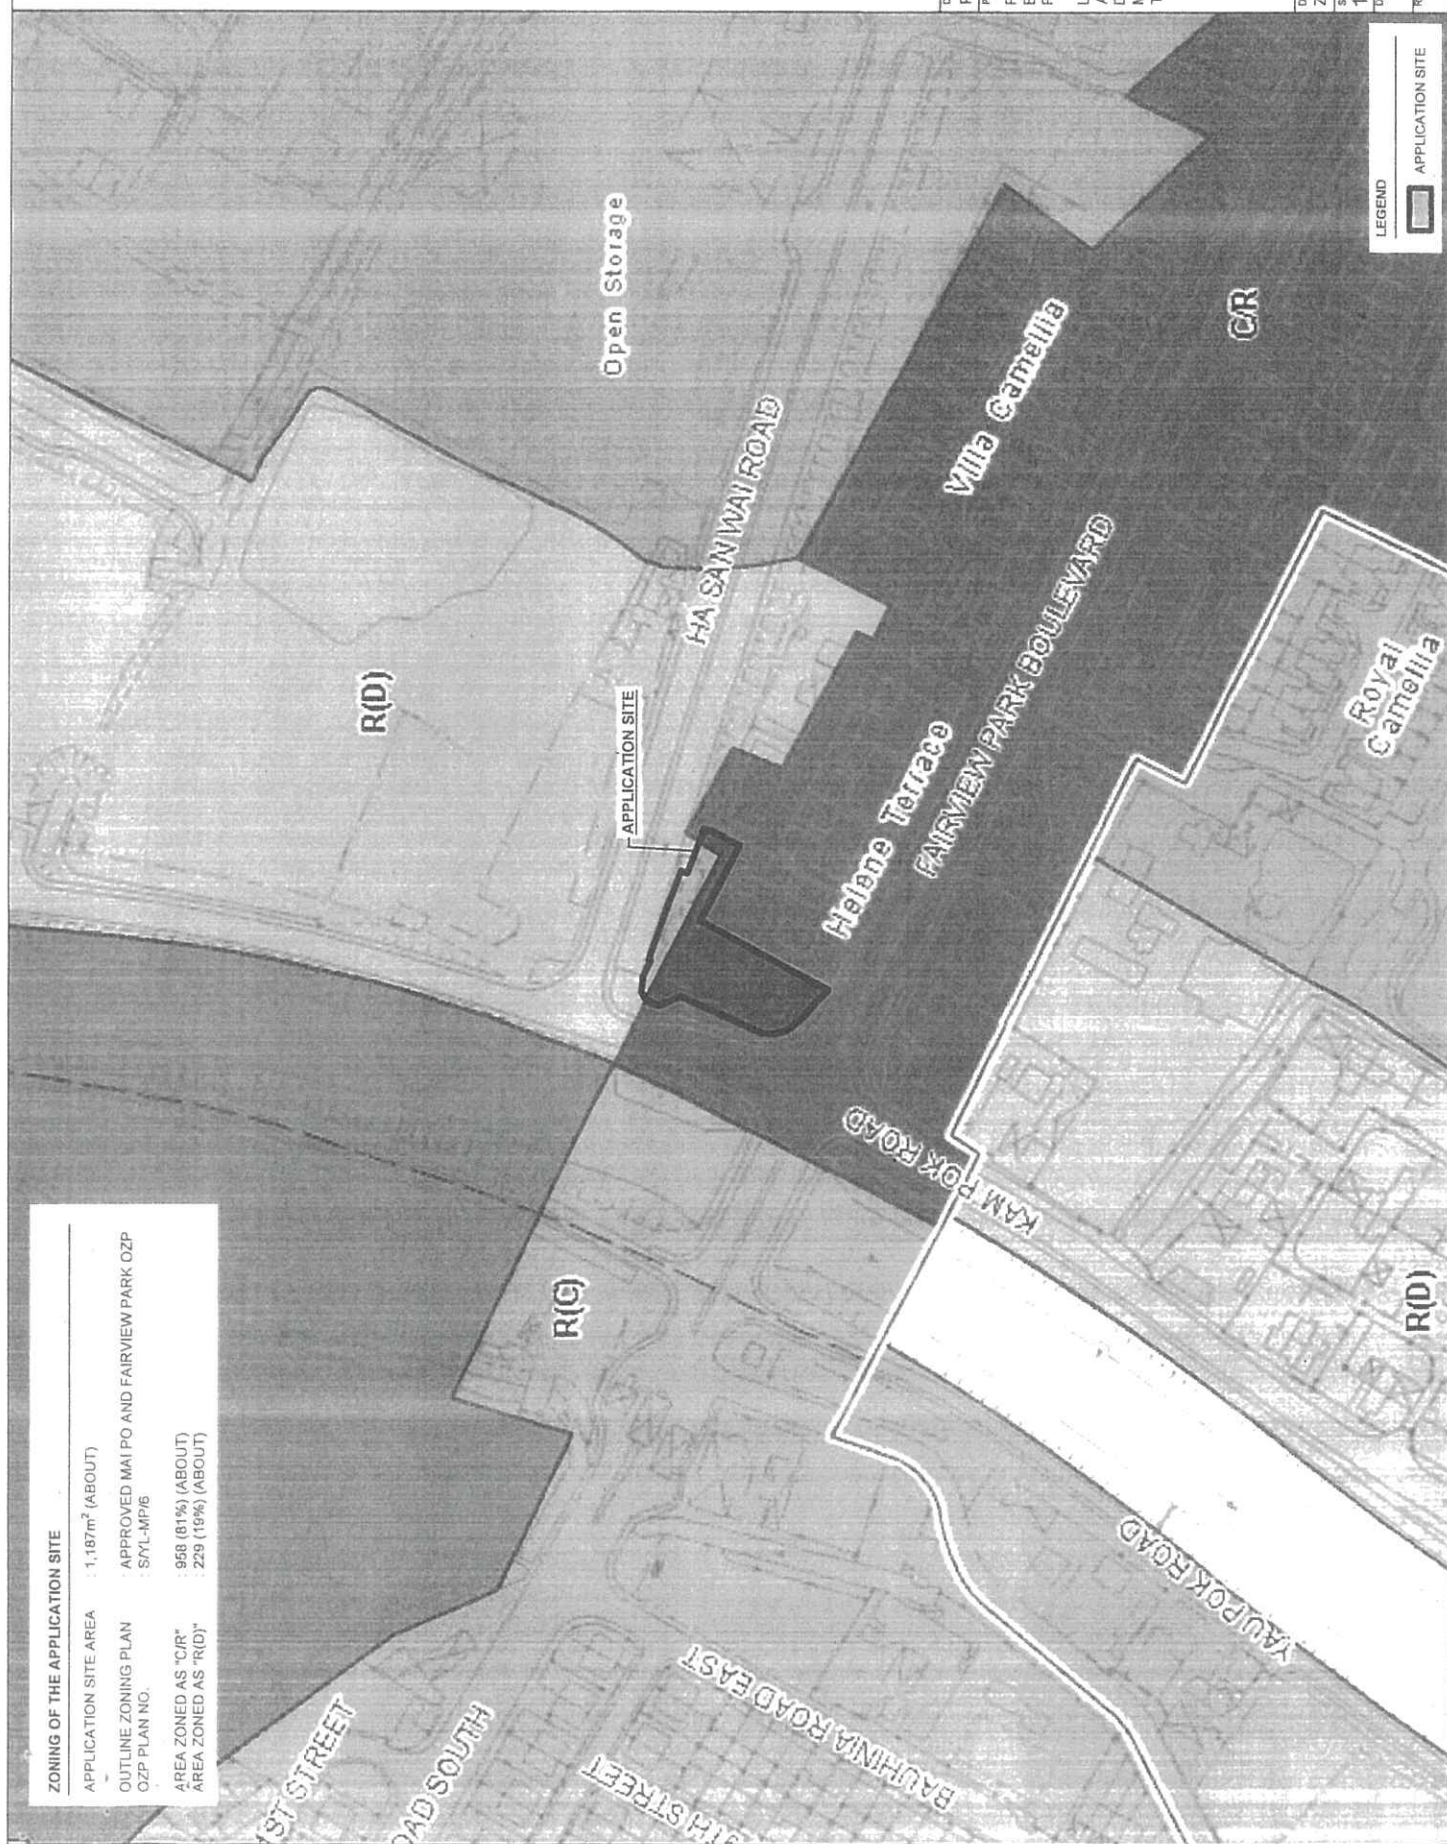 ZONING OF THE APPLICATION SITE
APPLICATION SITE AREA : 1,187m² (ABOUT)
OUTLINE ZONING PLAN : APPROVED MAI PO AND FAIRVIEW PARK OZP
OZP PLAN NO. : S/YL-MP/6
AREA ZONED AS "C/R" : 958 (81%) (ABOUT)
AREA ZONED AS "R(D)" : 229 (19%) (ABOUT)
R(D)
Open Storage
HA SAN WAI ROAD
APPLICATION SITE
R(C)
Helene Terrace
Villa Camellia
FAIRVIEW PARK BOULEVARD
C/R
KAM POK ROAD
Royal
Camellia
R(D)
YAU POK ROAD
BAUHINIA ROAD EAST
1ST STREET
ROAD SOUTH
TH STREET
LEGEND
APPLICATION SITE